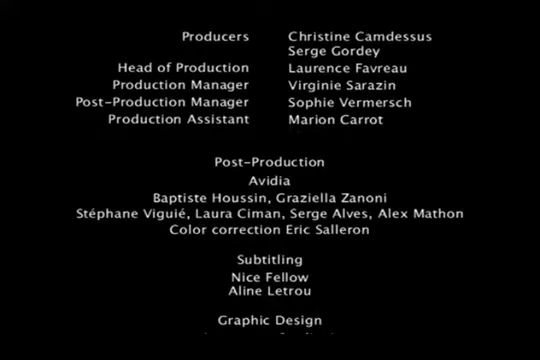 Producers Christine Camdessus
Serge Gordey
Head of Production Laurence Favreau
Production Manager Virginie Sarazin
Post-Production Manager Sophie Vermersch
Production Assistant Marion Carrot
Post-Production
Avidia
Baptiste Houssin, Graziella Zanoni
Stéphane Viguié, Laura Ciman, Serge Alves, Alex Mathon
Color correction Eric Salleron
Subtitling
Nice Fellow
Aline Letrou
Graphic Design